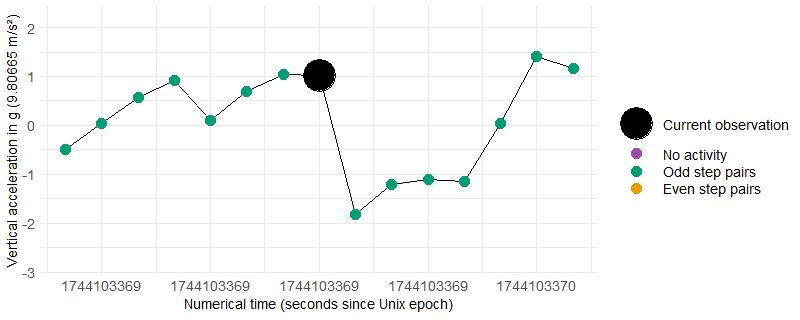 Vertical acceleration in g (9.80665 m/s²)
2
1
0
-1
-2
-3
1744103369 1744103369 1744103369 1744103369 1744103370
Numerical time (seconds since Unix epoch)
Current observation
No activity
Odd step pairs
Even step pairs